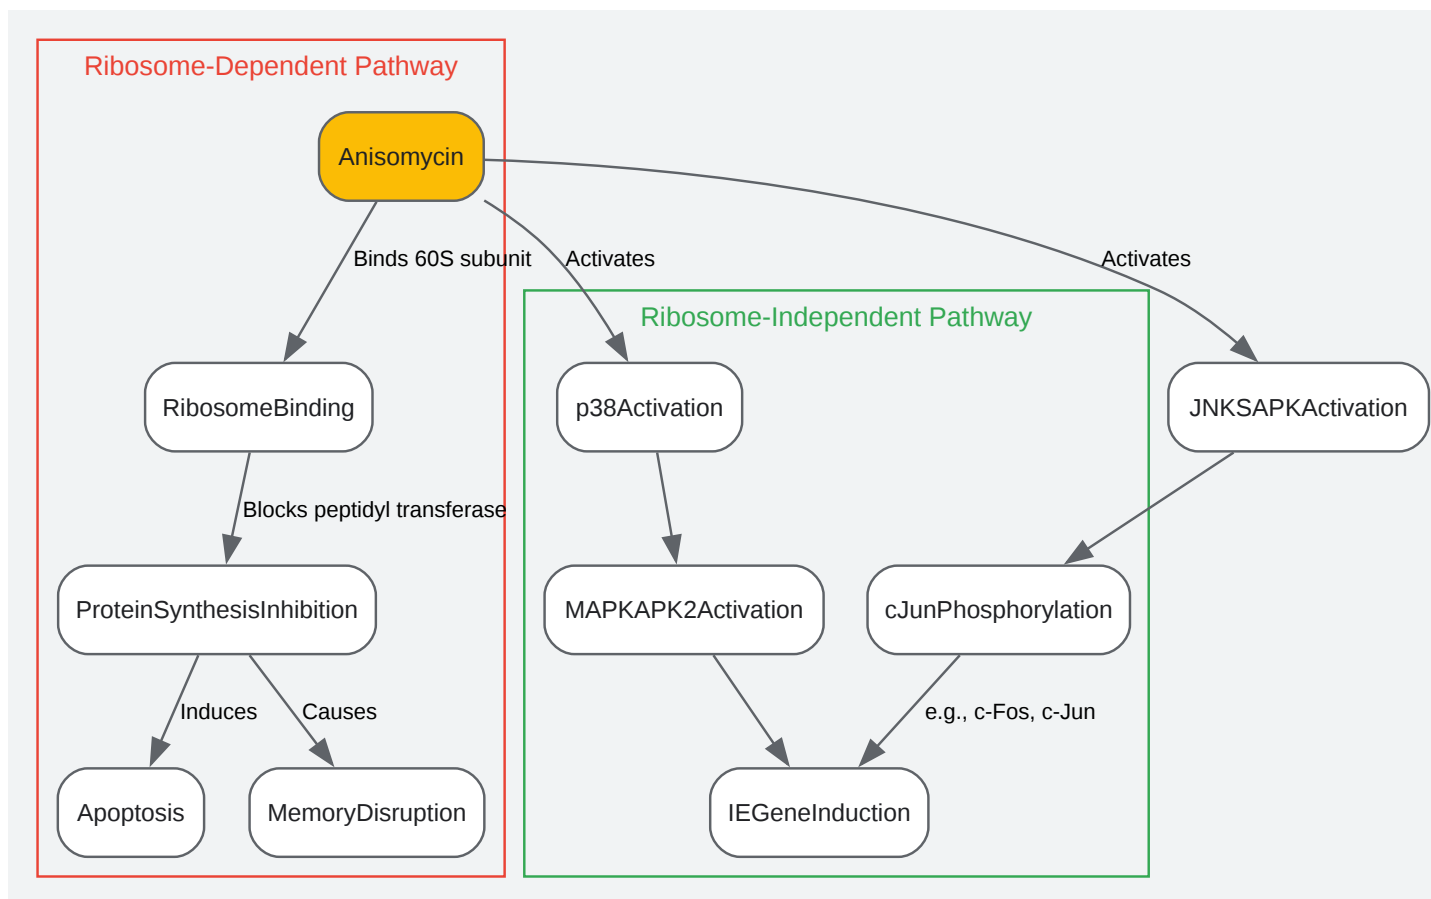 Ribosome-Dependent Pathway
Anisomycin
Binds 60S subunit
Activates
Activates
Ribosome-Independent Pathway
RibosomeBinding
p38Activation
JNKSAPKActivation
Blocks peptidyl transferase
ProteinSynthesisInhibition
MAPKAPK2Activation
cJunPhosphorylation
Induces
Causes
e.g., c-Fos, c-Jun
Apoptosis
MemoryDisruption
IEGeneInduction